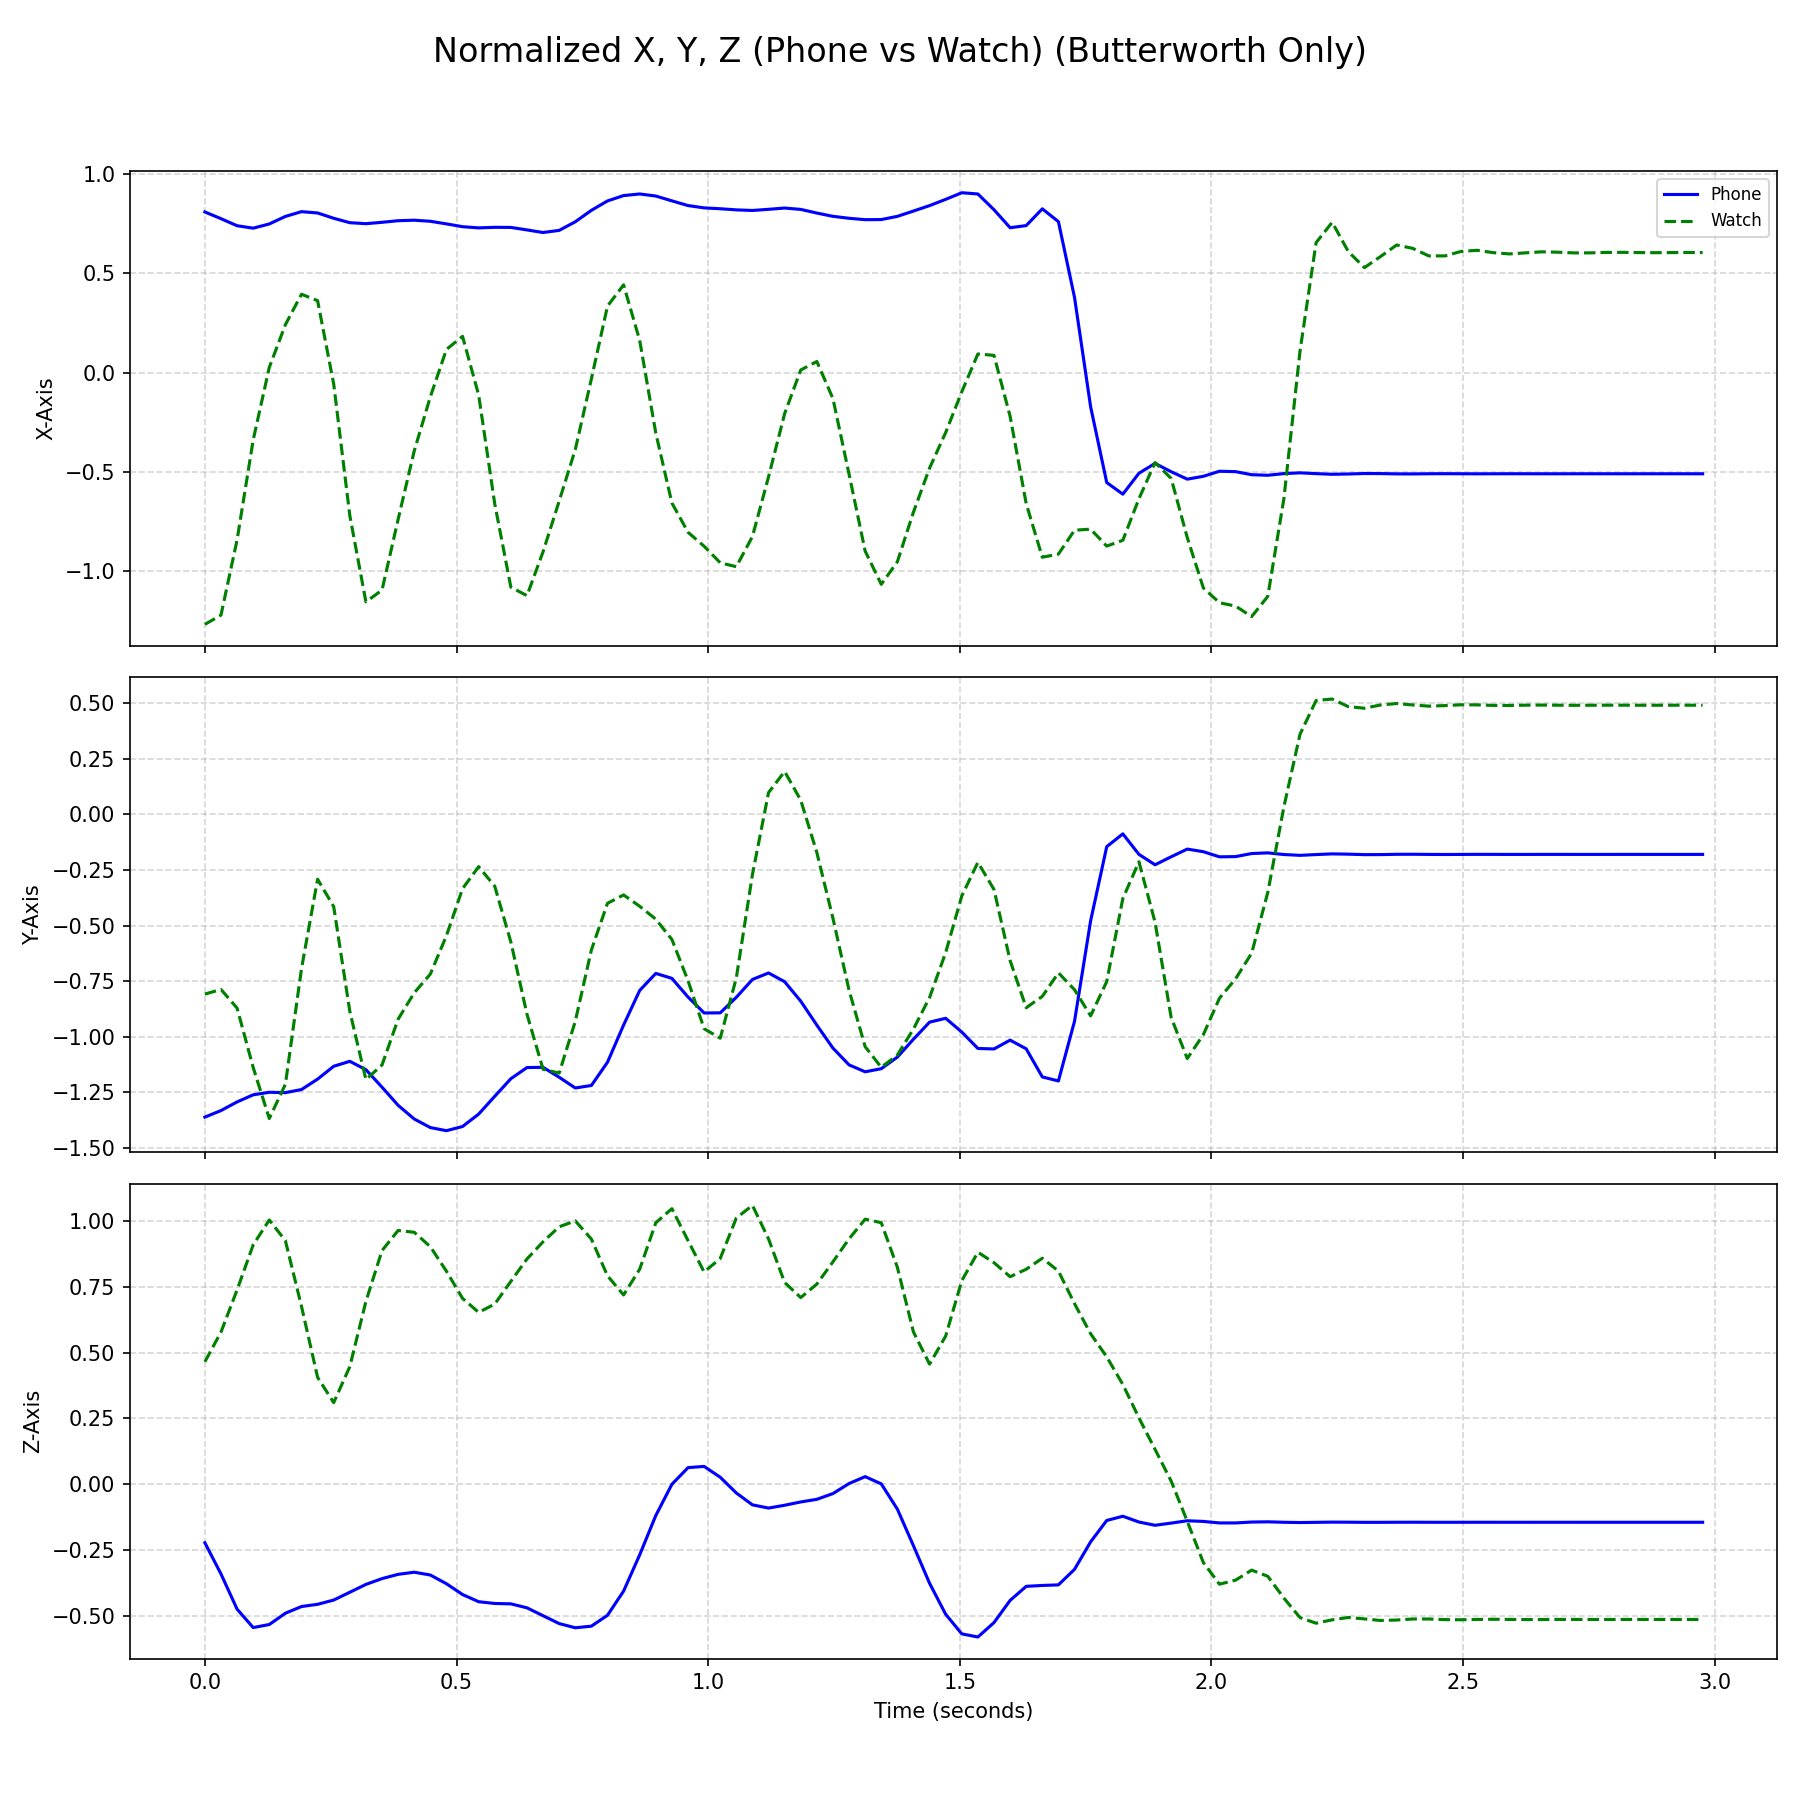 Normalized X, Y, Z (Phone vs Watch) (Butterworth Only)
1.0
0.5
0.0
−0.5
−1.0
X-Axis
Phone
Watch
0.50
0.25
0.00
−0.25
−0.50
−0.75
−1.00
−1.25
−1.50
Y-Axis
1.00
0.75
0.50
0.25
0.00
−0.25
−0.50
Z-Axis
0.0 0.5 1.0 1.5 2.0 2.5 3.0
Time (seconds)